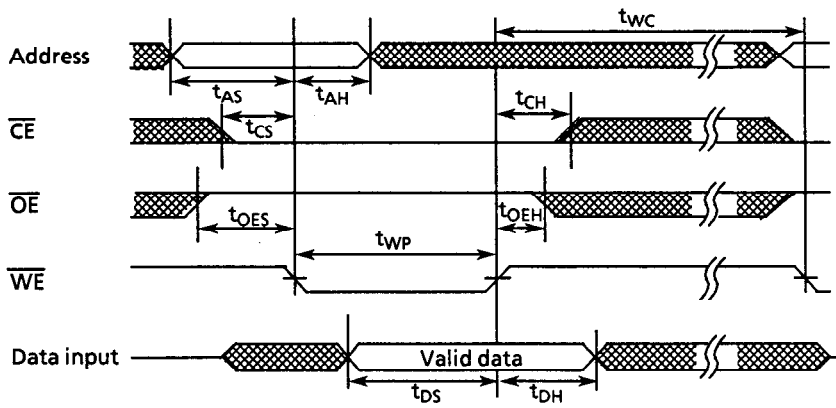 tWC
Address
tAS tAH
tCH
CE
tCS
OE
tOES tOEH
tWP
WE
Data input Valid data
tDS tDH